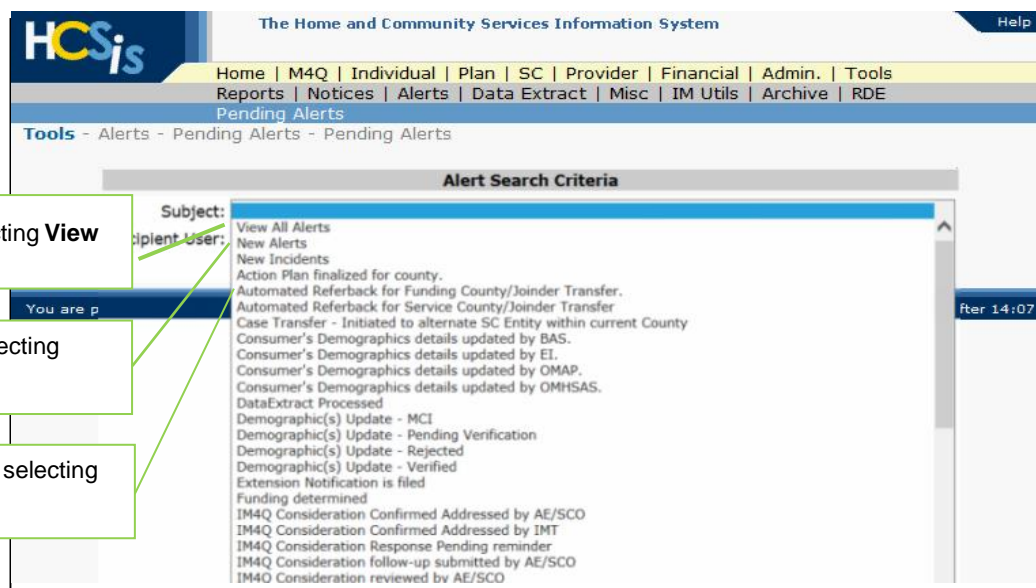 HCSis
The Home and Community Services Information System
Help
Home | M4Q | Individual | Plan | SC | Provider | Financial | Admin. | Tools
Reports | Notices | Alerts | Data Extract | Misc | IM Utils | Archive | RDE
Pending Alerts
Tools - Alerts - Pending Alerts - Pending Alerts
Alert Search Criteria
Subject:
cting View
cipient User:
View All Alerts
New Alerts
New Incidents
Action Plan finalized for county.
Automated Referback for Funding County/Joinder Transfer.
Automated Referback for Service County/Joinder Transfer
Case Transfer - Initiated to alternate SC Entity within current County
Consumer's Demographics details updated by BAS.
Consumer's Demographics details updated by EI.
Consumer's Demographics details updated by OMAP.
Consumer's Demographics details updated by OMHSAS.
DataExtract Processed
Demographic(s) Update - MCI
Demographic(s) Update - Pending Verification
Demographic(s) Update - Rejected
Demographic(s) Update - Verified
Extension Notification is filed
Funding determined
IM4Q Consideration Confirmed Addressed by AE/SCO
IM4Q Consideration Confirmed Addressed by IMT
IM4Q Consideration Response Pending reminder
IM4Q Consideration follow-up submitted by AE/SCO
IM4Q Consideration reviewed by AE/SCO
You are p
fter 14:07
ecting
selecting